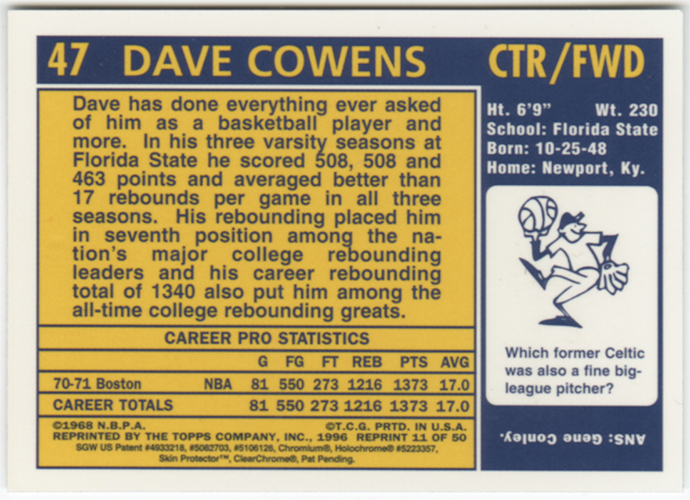 47 DAVE COWENS CTR/FWD
Dave has done everything ever asked
of him as a basketball player and
more. In his three varsity seasons at
Florida State he scored 508, 508 and
463 points and averaged better than
17 rebounds per game in all three
seasons. His rebounding placed him
in seventh position among the na-
tion's major college rebounding
leaders and his career rebounding
total of 1340 also put him among the
all-time college rebounding greats.
Ht. 6'9" Wt. 230
School: Florida State
Born: 10-25-48
Home: Newport, Ky.
Which former Celtic
was also a fine big-
league pitcher?
ANS: Gene Conley.
CAREER PRO STATISTICS
G FG FT REB PTS AVG
70-71 Boston NBA 81 550 273 1216 1373 17.0
CAREER TOTALS 81 550 273 1216 1373 17.0
©1968 N.B.P.A. ©T.C.G. PRTD. IN U.S.A.
REPRINTED BY THE TOPPS COMPANY, INC., 1996 REPRINT 11 OF 50
SGW US Patent #4933218, #5062703, #5106126, Chromium®, Holochrome® #5223357,
Skin Protector™, ClearChrome®, Pat Pending.